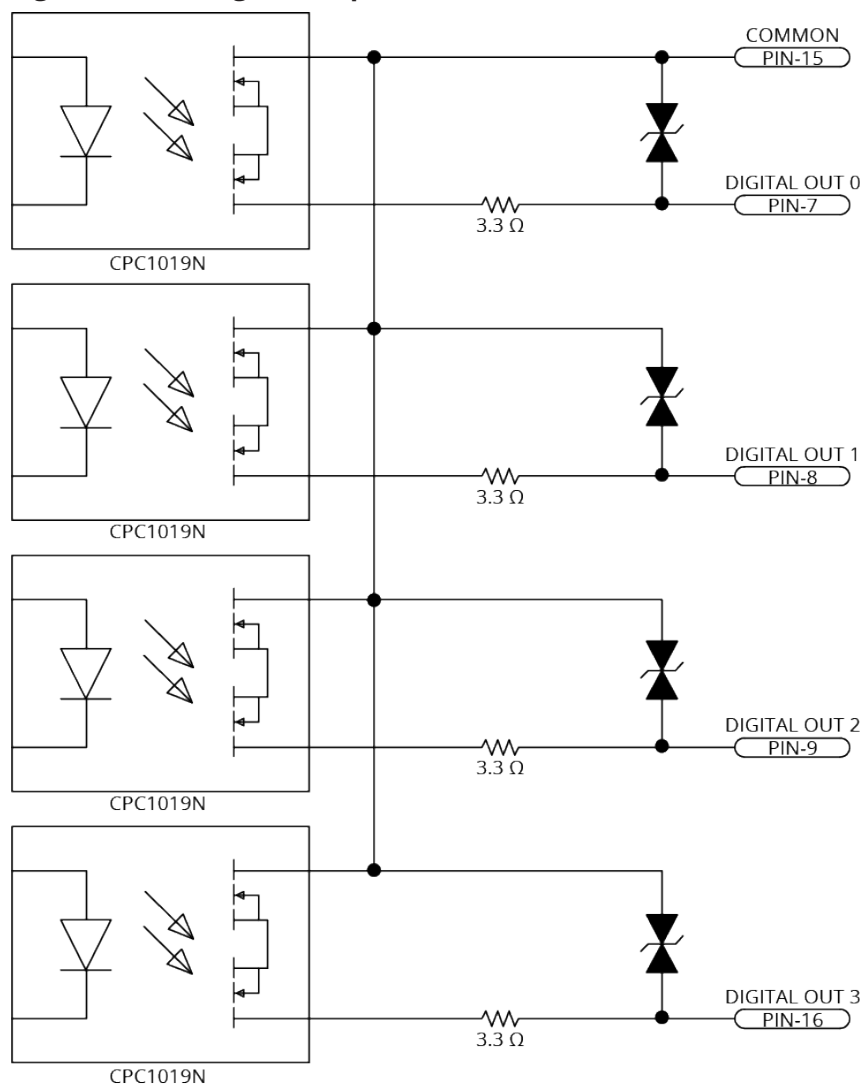 COMMON
PIN-15
DIGITAL OUT 0
PIN-7
3.3 Ω
CPC1019N
DIGITAL OUT 1
PIN-8
3.3 Ω
CPC1019N
DIGITAL OUT 2
PIN-9
3.3 Ω
CPC1019N
DIGITAL OUT 3
PIN-16
3.3 Ω
CPC1019N